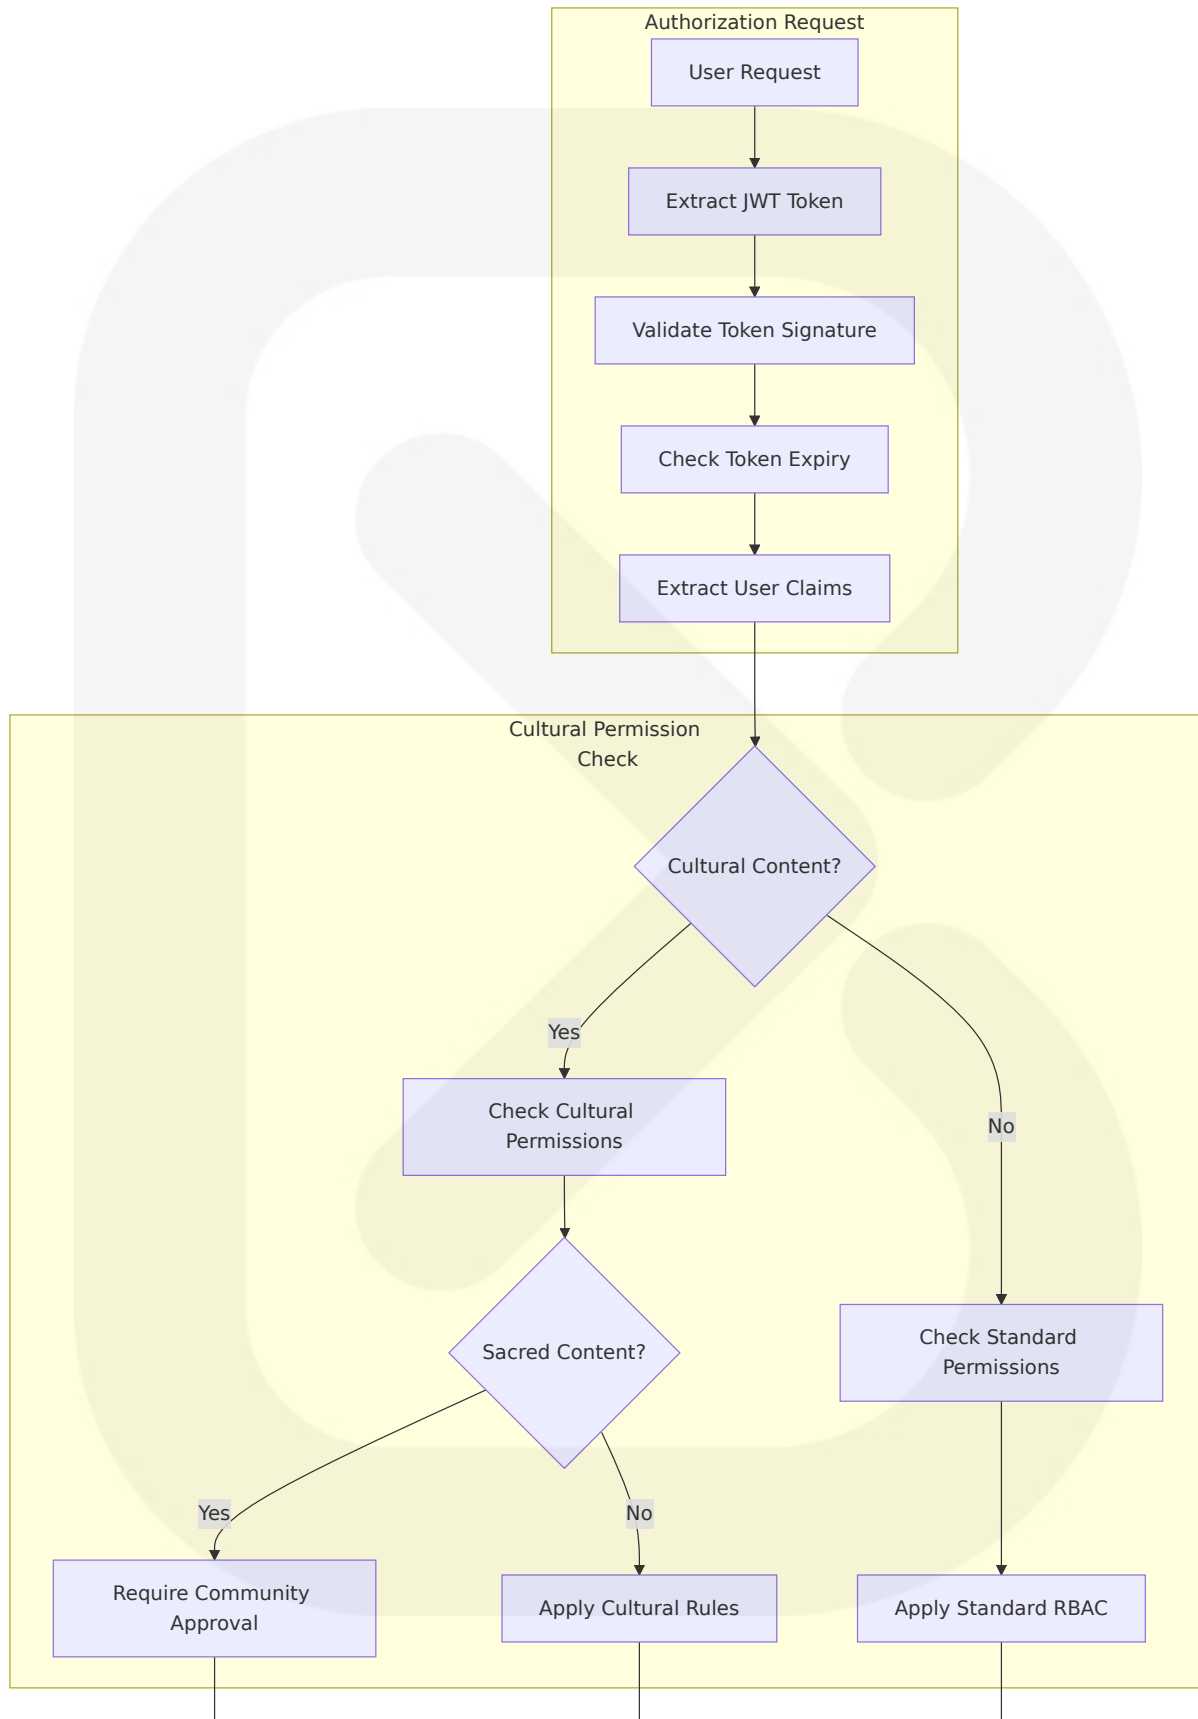 Authorization Request
User Request
Extract JWT Token
Validate Token Signature
Check Token Expiry
Extract User Claims
Cultural Permission
Check
Cultural Content?
Yes
No
Check Cultural
Permissions
Check Standard
Permissions
Sacred Content?
Yes
No
Require Community
Approval
Apply Cultural Rules
Apply Standard RBAC